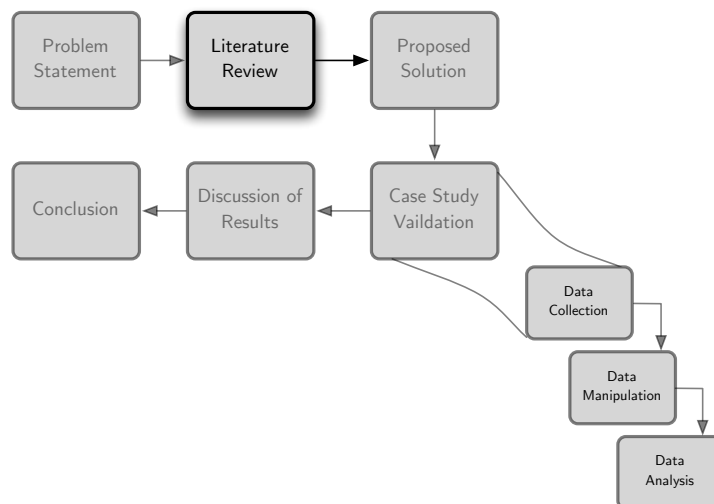 Problem
Statement
Literature
Review
Proposed
Solution
Conclusion
Discussion of
Results
Case Study
Vaildation
Data
Collection
Data
Manipulation
Data
Analysis